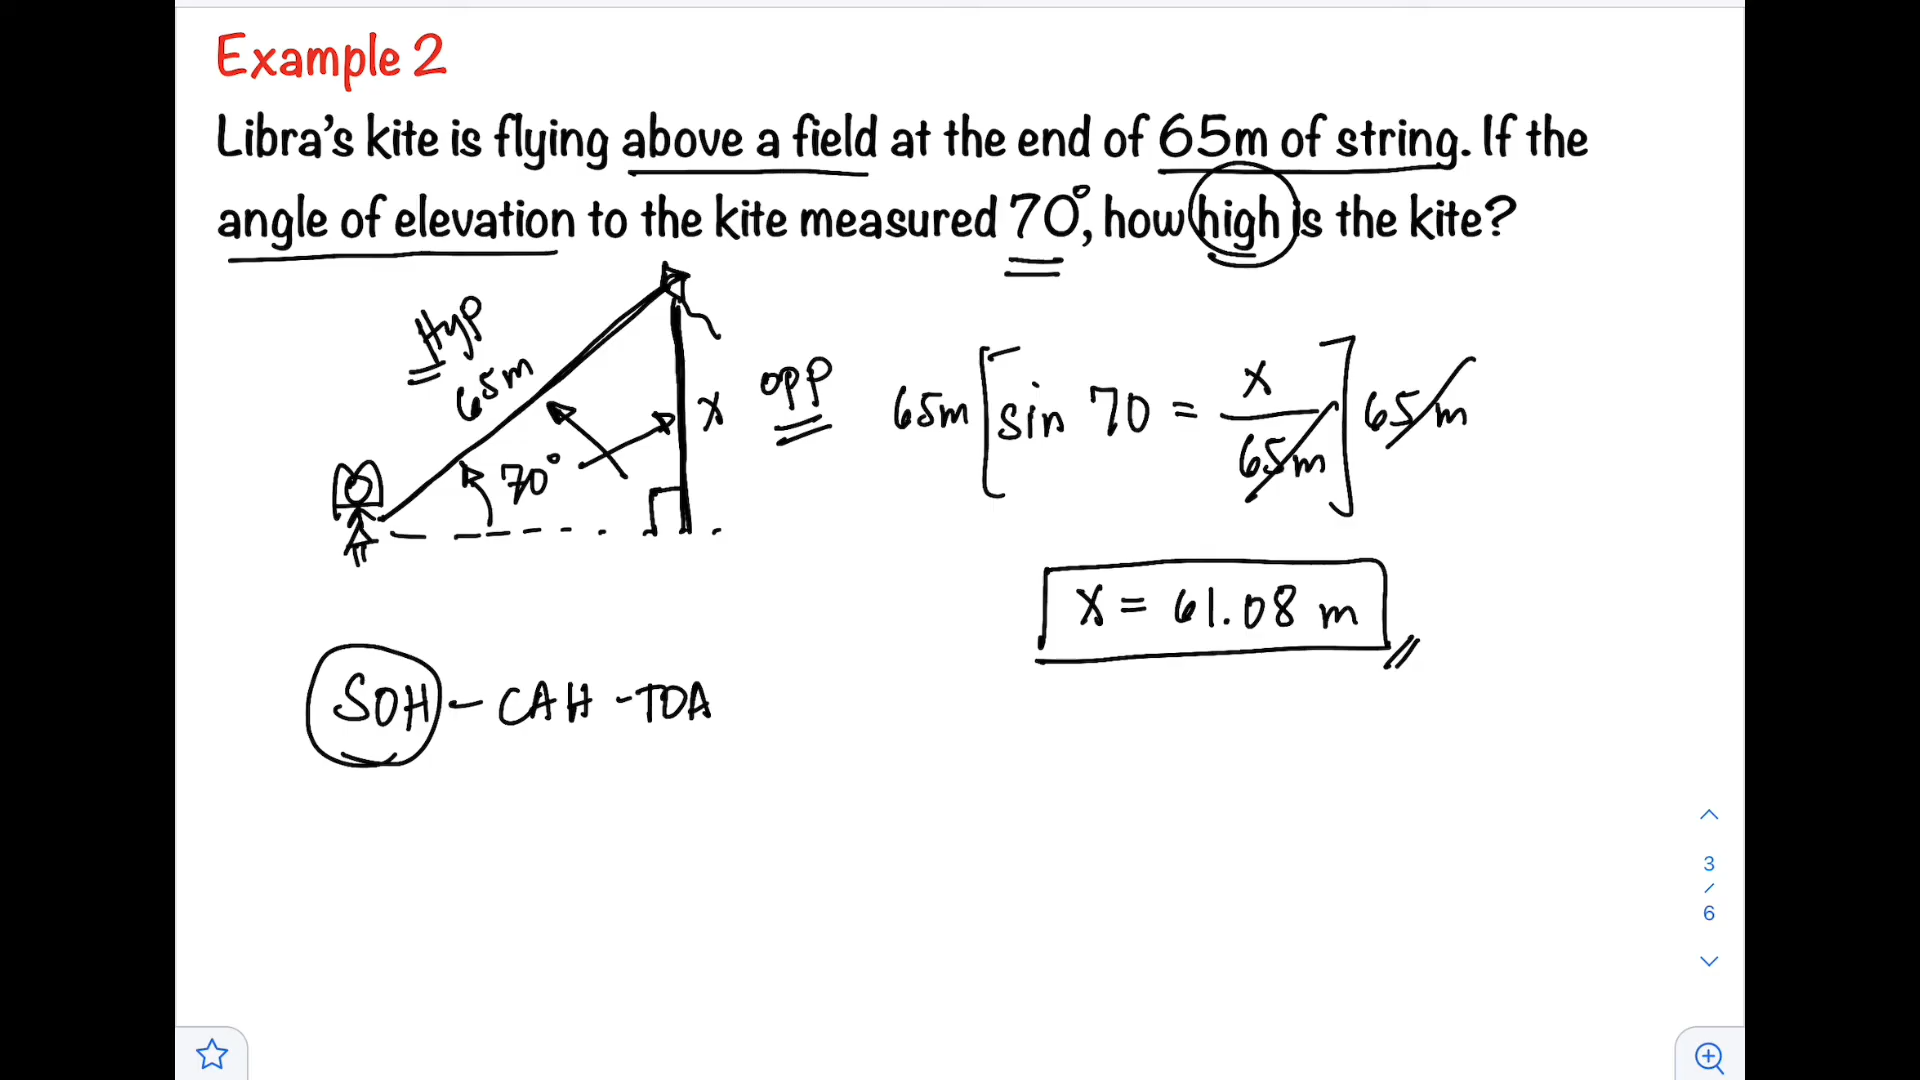 Example 2
Libra's kite is flying above a field at the end of 65m of string. If the
angle of elevation to the kite measured 70°, how high is the kite?
Hyp
65m
70°
x
opp
65m [sin 70 = x/65m] 65m
x = 61.08 m
SOH - CAH - TOA
3
/
6